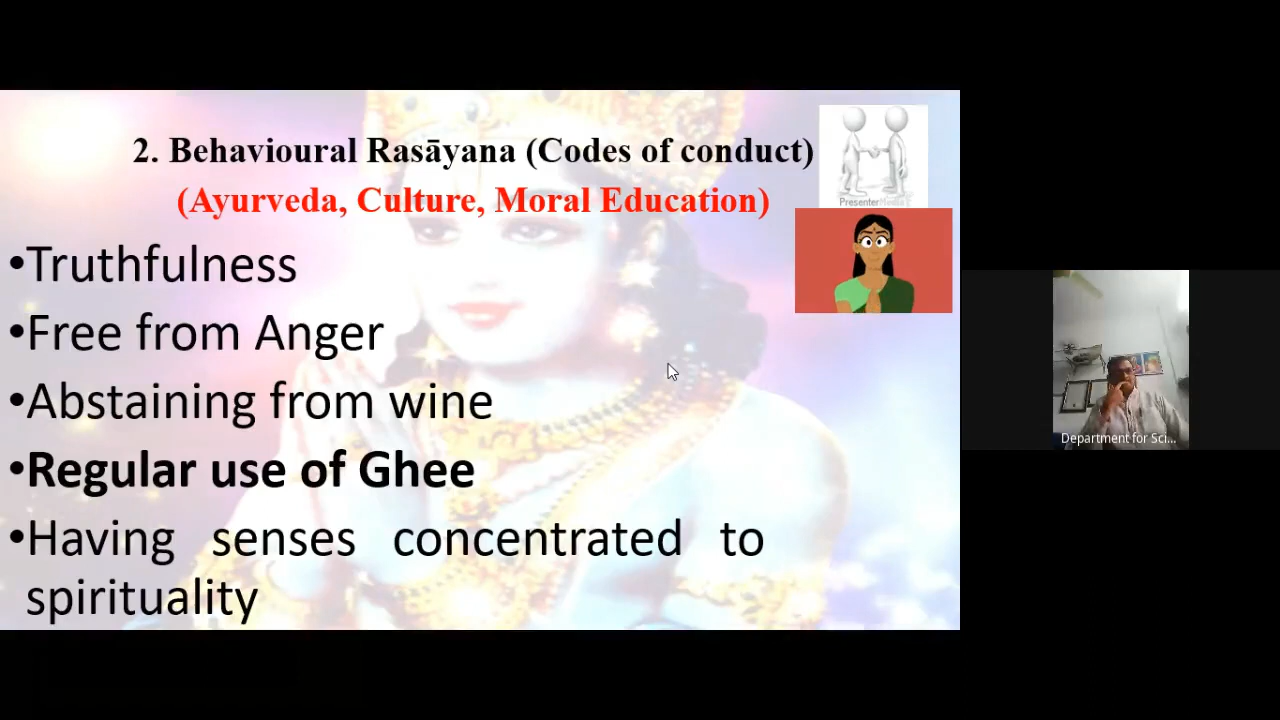 2. Behavioural Rasāyana (Codes of conduct)
(Ayurveda, Culture, Moral Education)
PresenterMedia
•Truthfulness
•Free from Anger
•Abstaining from wine
•Regular use of Ghee
•Having senses concentrated to
spirituality
Department for Sci...